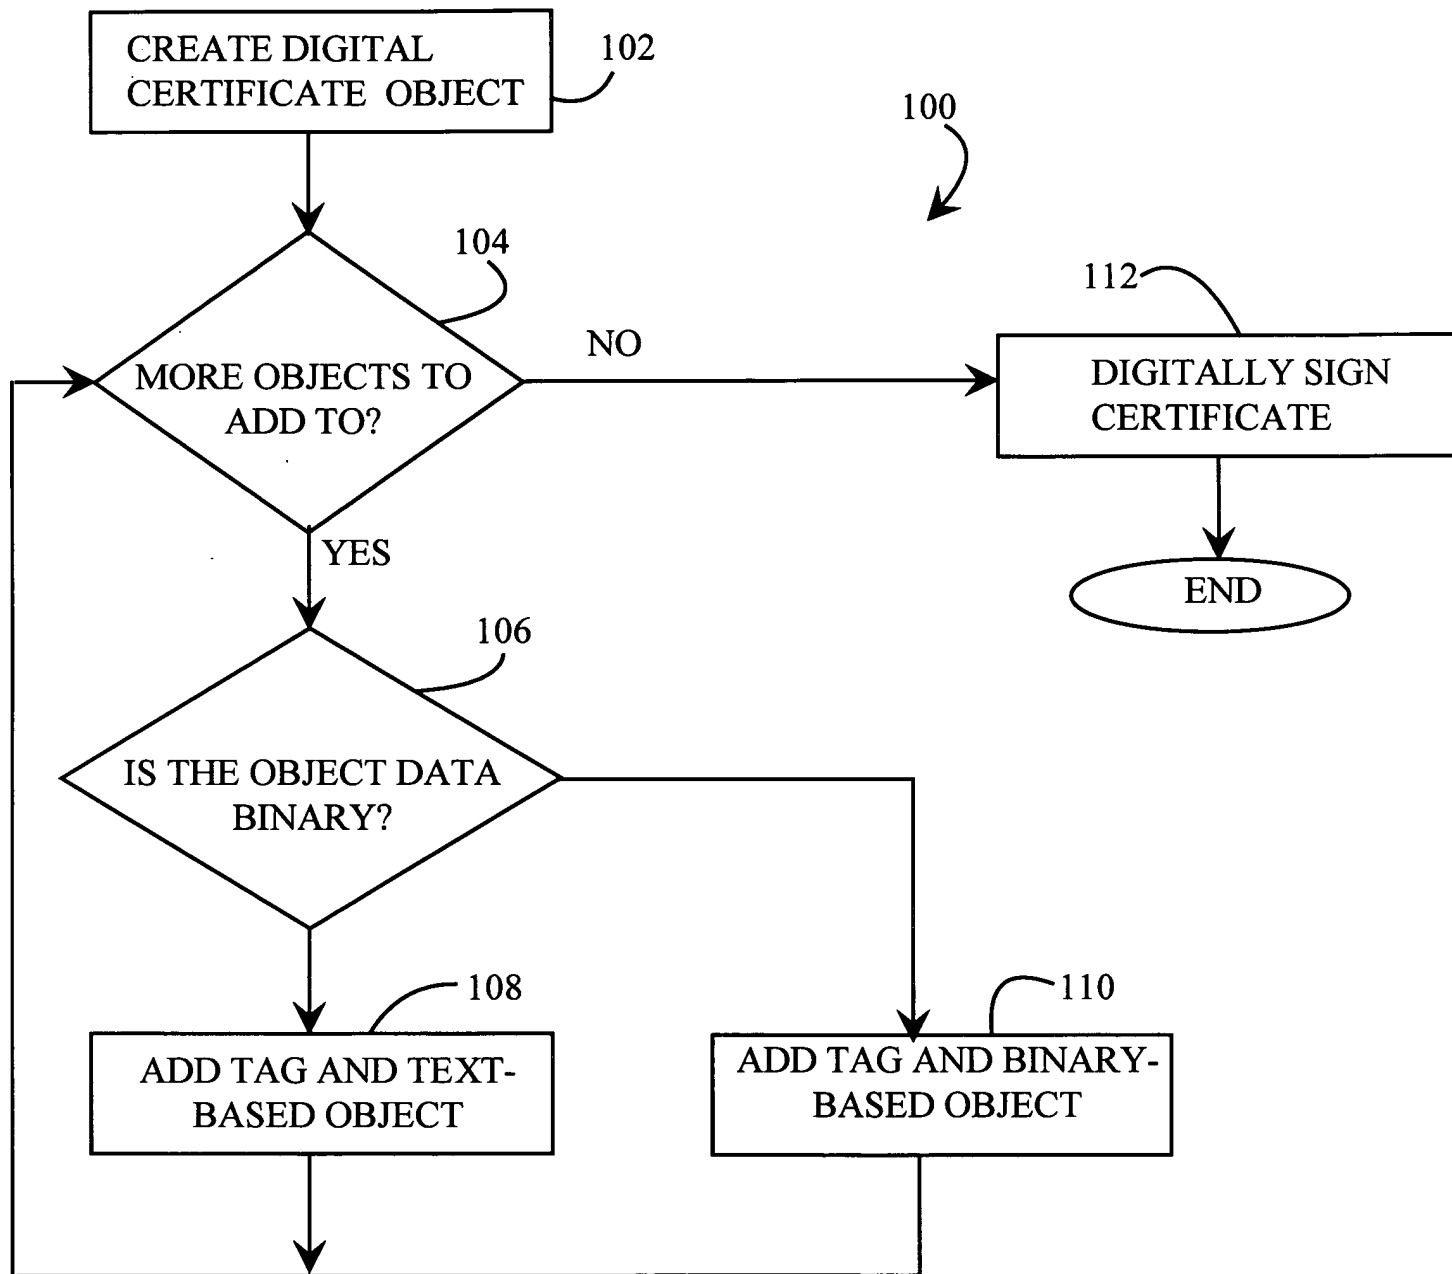 CREATE DIGITAL
CERTIFICATE OBJECT
102
100
104
MORE OBJECTS TO
ADD TO?
NO
112
DIGITALLY SIGN
CERTIFICATE
END
YES
106
IS THE OBJECT DATA
BINARY?
108
ADD TAG AND TEXT-
BASED OBJECT
110
ADD TAG AND BINARY-
BASED OBJECT